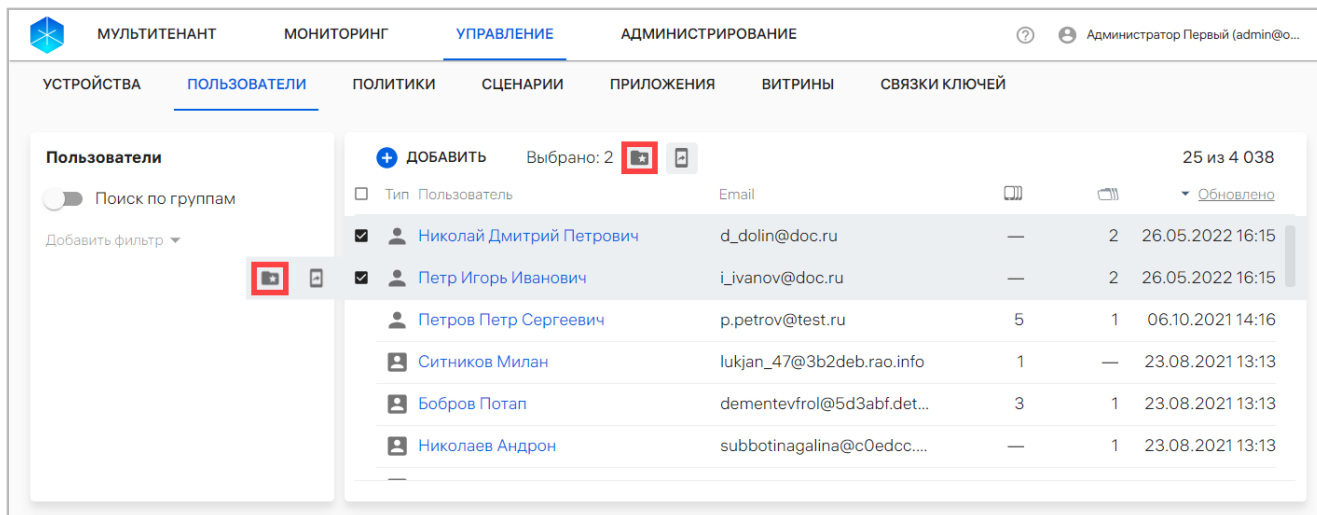 МУЛЬТИТЕНАНТ МОНИТОРИНГ УПРАВЛЕНИЕ АДМИНИСТРИРОВАНИЕ Администратор Первый (admin@o...
УСТРОЙСТВА ПОЛЬЗОВАТЕЛИ ПОЛИТИКИ СЦЕНАРИИ ПРИЛОЖЕНИЯ ВИТРИНЫ СВЯЗКИ КЛЮЧЕЙ
Пользователи
Поиск по группам
Добавить фильтр
ДОБАВИТЬ Выбрано: 2 25 из 4 038
Тип Пользователь Email Обновлено
Николай Дмитрий Петрович d_dolin@doc.ru — 2 26.05.2022 16:15
Петр Игорь Иванович i_ivanov@doc.ru — 2 26.05.2022 16:15
Петров Петр Сергеевич p.petrov@test.ru 5 1 06.10.2021 14:16
Ситников Милан lukjan_47@3b2deb.rao.info 1 — 23.08.2021 13:13
Бобров Потап dementevfrol@5d3abf.det... 3 1 23.08.2021 13:13
Николаев Андрон subbotinagalina@c0edcc.... — 1 23.08.2021 13:13